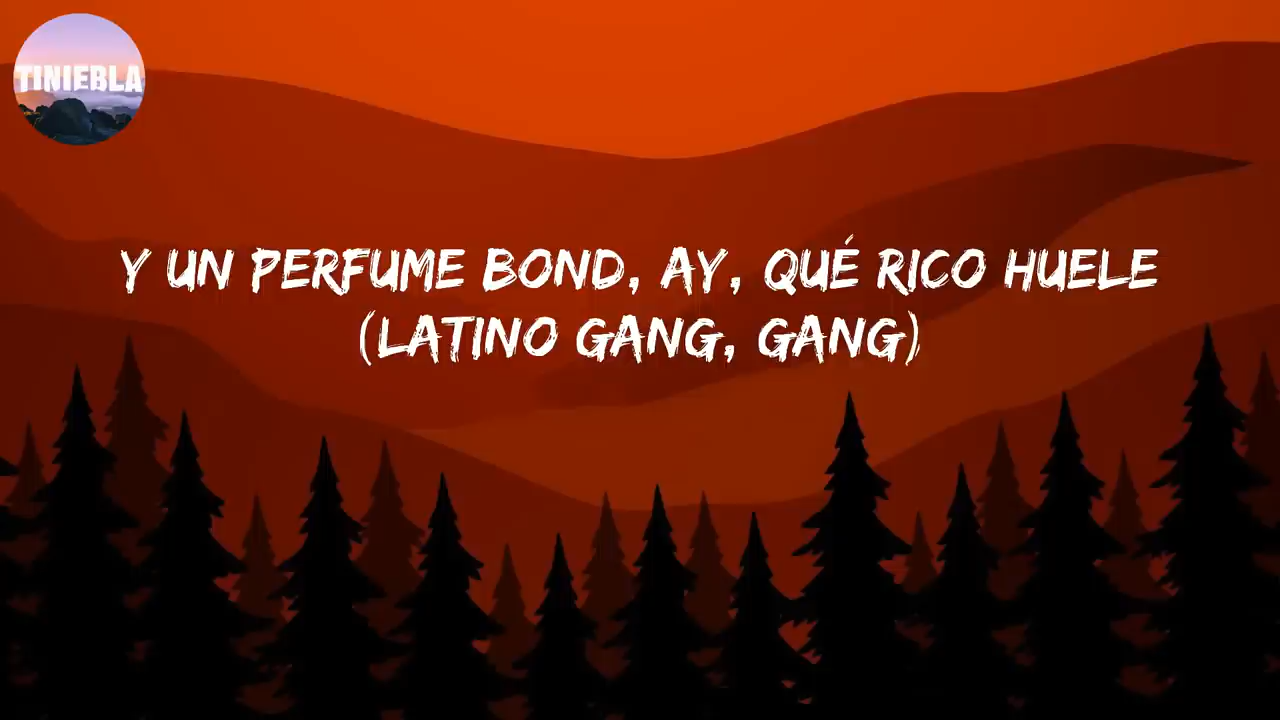 TINIEBLA
Y UN PERFUME BOND, AY, QUÉ RICO HUELE
(LATINO GANG, GANG)